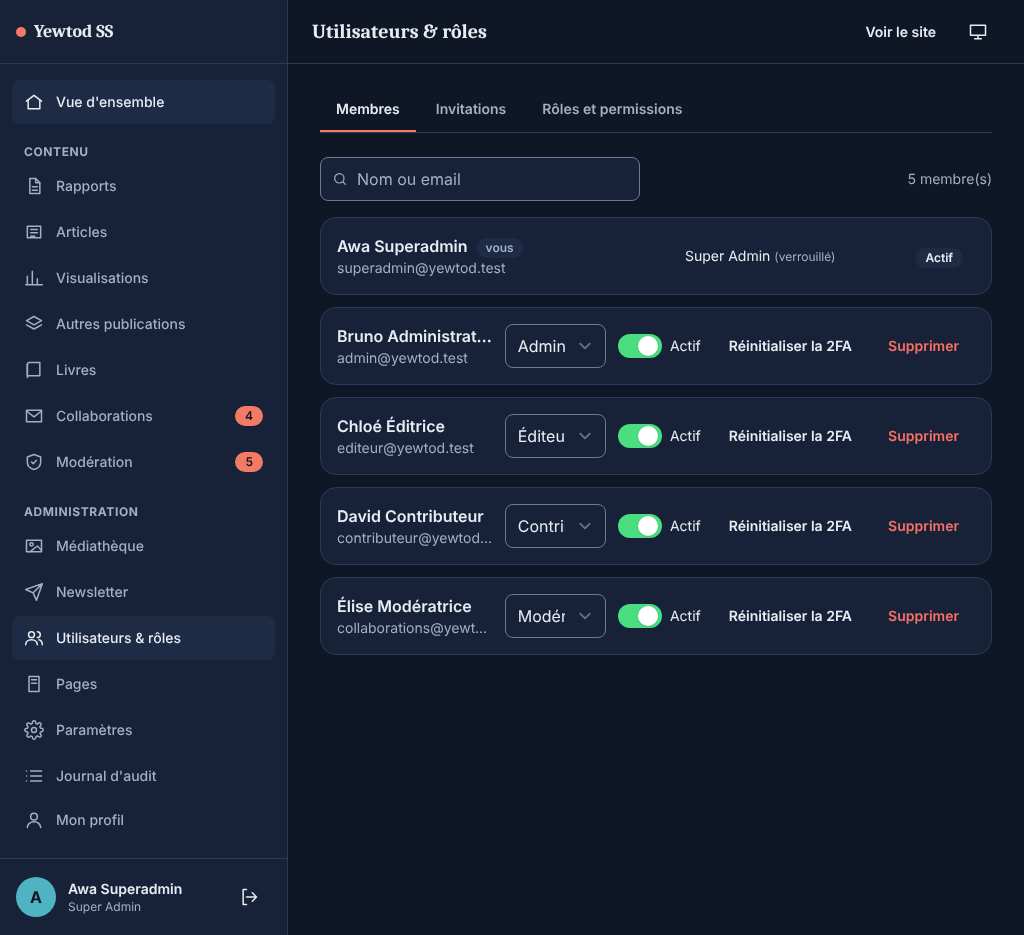 Yewtod SS
Utilisateurs & rôles
Voir le site
Vue d'ensemble
CONTENU
Rapports
Articles
Visualisations
Autres publications
Livres
Collaborations 4
Modération 5
ADMINISTRATION
Médiathèque
Newsletter
Utilisateurs & rôles
Pages
Paramètres
Journal d'audit
Mon profil
A
Awa Superadmin
Super Admin
Membres Invitations Rôles et permissions
Nom ou email
5 membre(s)
Awa Superadmin vous
superadmin@yewtod.test
Super Admin (verrouillé)
Actif
Bruno Administrat...
admin@yewtod.test
Admin
Actif
Réinitialiser la 2FA
Supprimer
Chloé Éditrice
editeur@yewtod.test
Éditeu
Actif
Réinitialiser la 2FA
Supprimer
David Contributeur
contributeur@yewtod...
Contri
Actif
Réinitialiser la 2FA
Supprimer
Élise Modératrice
collaborations@yewt...
Modér
Actif
Réinitialiser la 2FA
Supprimer